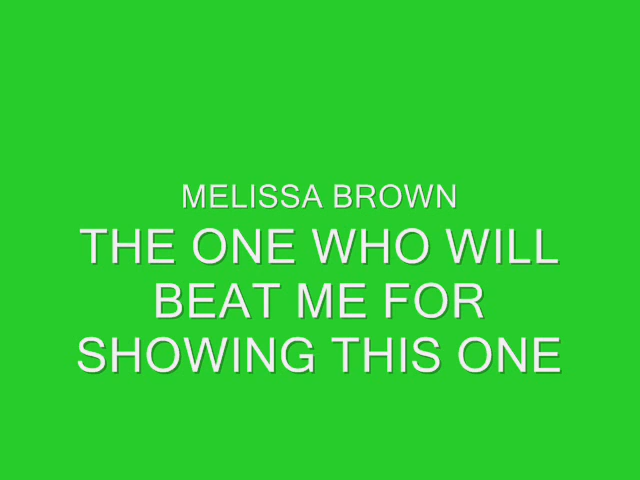 MELISSA BROWN
THE ONE WHO WILL
BEAT ME FOR
SHOWING THIS ONE